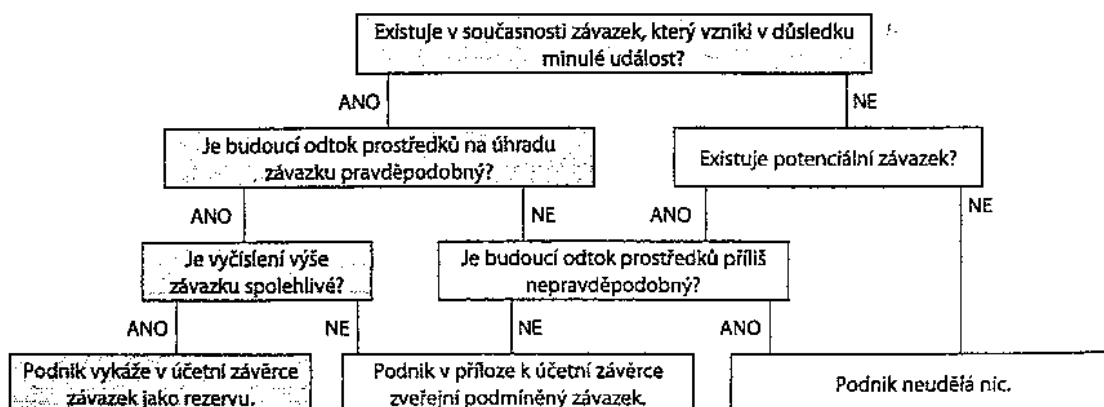 Existuje v současnosti závazek, který vzniki v důsledku
minulé událost?
ANO
NE
Je budoucí odtok prostředků na úhradu
závazku pravděpodobný?
Existuje potenciální závazek?
ANO
NE
ANO
NE
Je vyčíslení výše
závazku spolehlivé?
Je budoucí odtok prostředků příliš
nepravděpodobný?
ANO
NE
NE
ANO
Podnik vykáže v účetní závěrce
závazek jako rezervu.
Podnik v příloze k účetní závěrce
zveřejní podmíněný závazek.
Podnik neudělá nic.